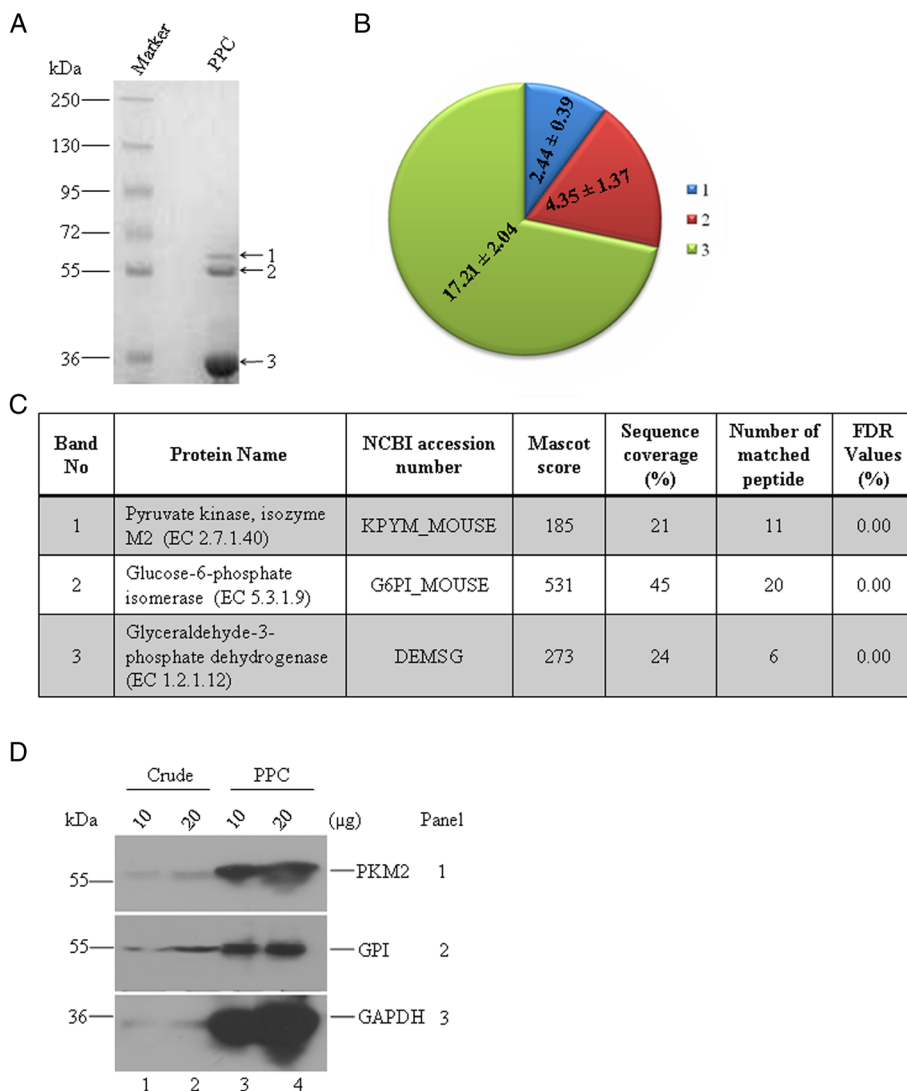 A
Marker
PPC
kDa
250
130
95
72
55
36
1
2
3
B
2.44 ± 0.39
4.35 ± 1.37
17.21 ± 2.04
1
2
3
C
Band No
Protein Name
NCBI accession number
Mascot score
Sequence coverage (%)
Number of matched peptide
FDR Values (%)
1
Pyruvate kinase, isozyme
M2 (EC 2.7.1.40)
KPYM_MOUSE
185
21
11
0.00
2
Glucose-6-phosphate
isomerase (EC 5.3.1.9)
G6PI_MOUSE
531
45
20
0.00
3
Glyceraldehyde-3-
phosphate dehydrogenase
(EC 1.2.1.12)
DEMSG
273
24
6
0.00
D
Crude
PPC
kDa
10
20
10
20
(µg)
Panel
55
PKM2
1
55
GPI
2
36
GAPDH
3
1 2 3 4